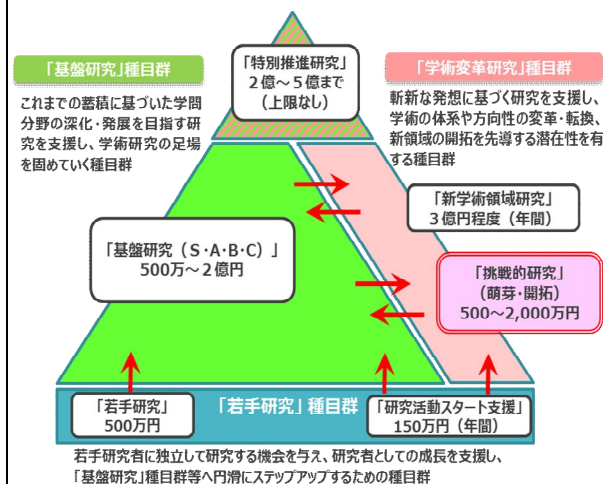 「特別推進研究」
2億～5億まで
(上限なし)
「基盤研究」種目群
これまでの蓄積に基づいた学問
分野の深化・発展を目指す研
究を支援し、学術研究の足場
を固めていく種目群
「学術変革研究」種目群
斬新な発想に基づく研究を支援し、
学術の体系や方向性の変革・転換、
新領域の開拓を先導する潜在性を有
する種目群
「新学術領域研究」
3億円程度（年間）
「基盤研究（S・A・B・C）」
500万～2億円
「挑戦的研究」
(萌芽・開拓)
500～2,000万円
「若手研究」
500万円
「若手研究」種目群
「研究活動スタート支援」
150万円（年間）
若手研究者に独立して研究する機会を与え、研究者としての成長を支援し、
「基盤研究」種目群等へ円滑にステップアップするための種目群